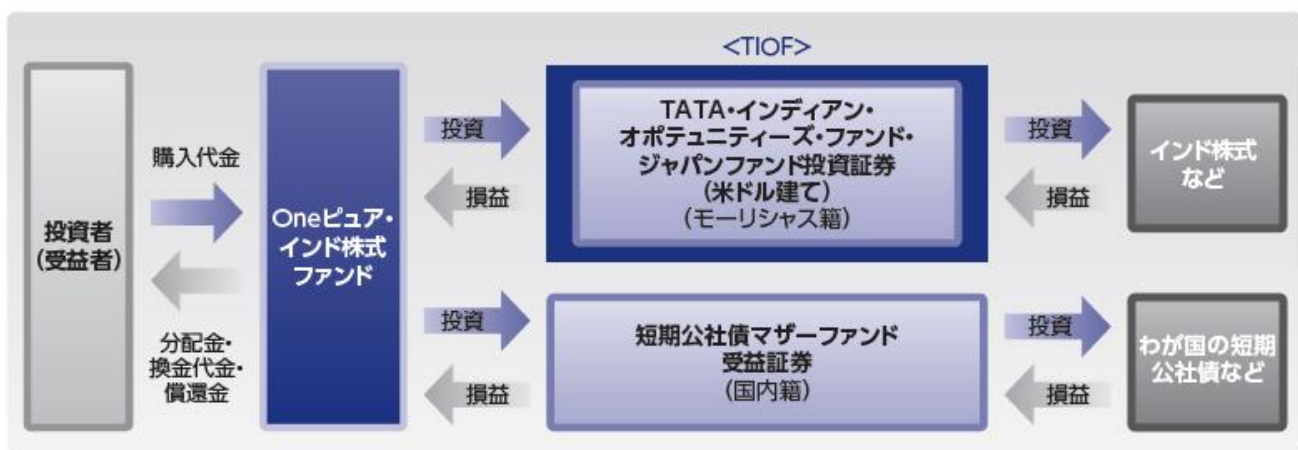 <TIOF>
投資者
(受益者)
購入代金
分配金・
換金代金・
償還金
Oneピュア・
インド株式
ファンド
投資
損益
TATA・インディアン・
オポテュニティーズ・ファンド・
ジャパンファンド投資証券
(米ドル建て)
(モーリシャス籍)
投資
損益
インド株式
など
投資
損益
短期公社債マザーファンド
受益証券
(国内籍)
投資
損益
わが国の短期
公社債など